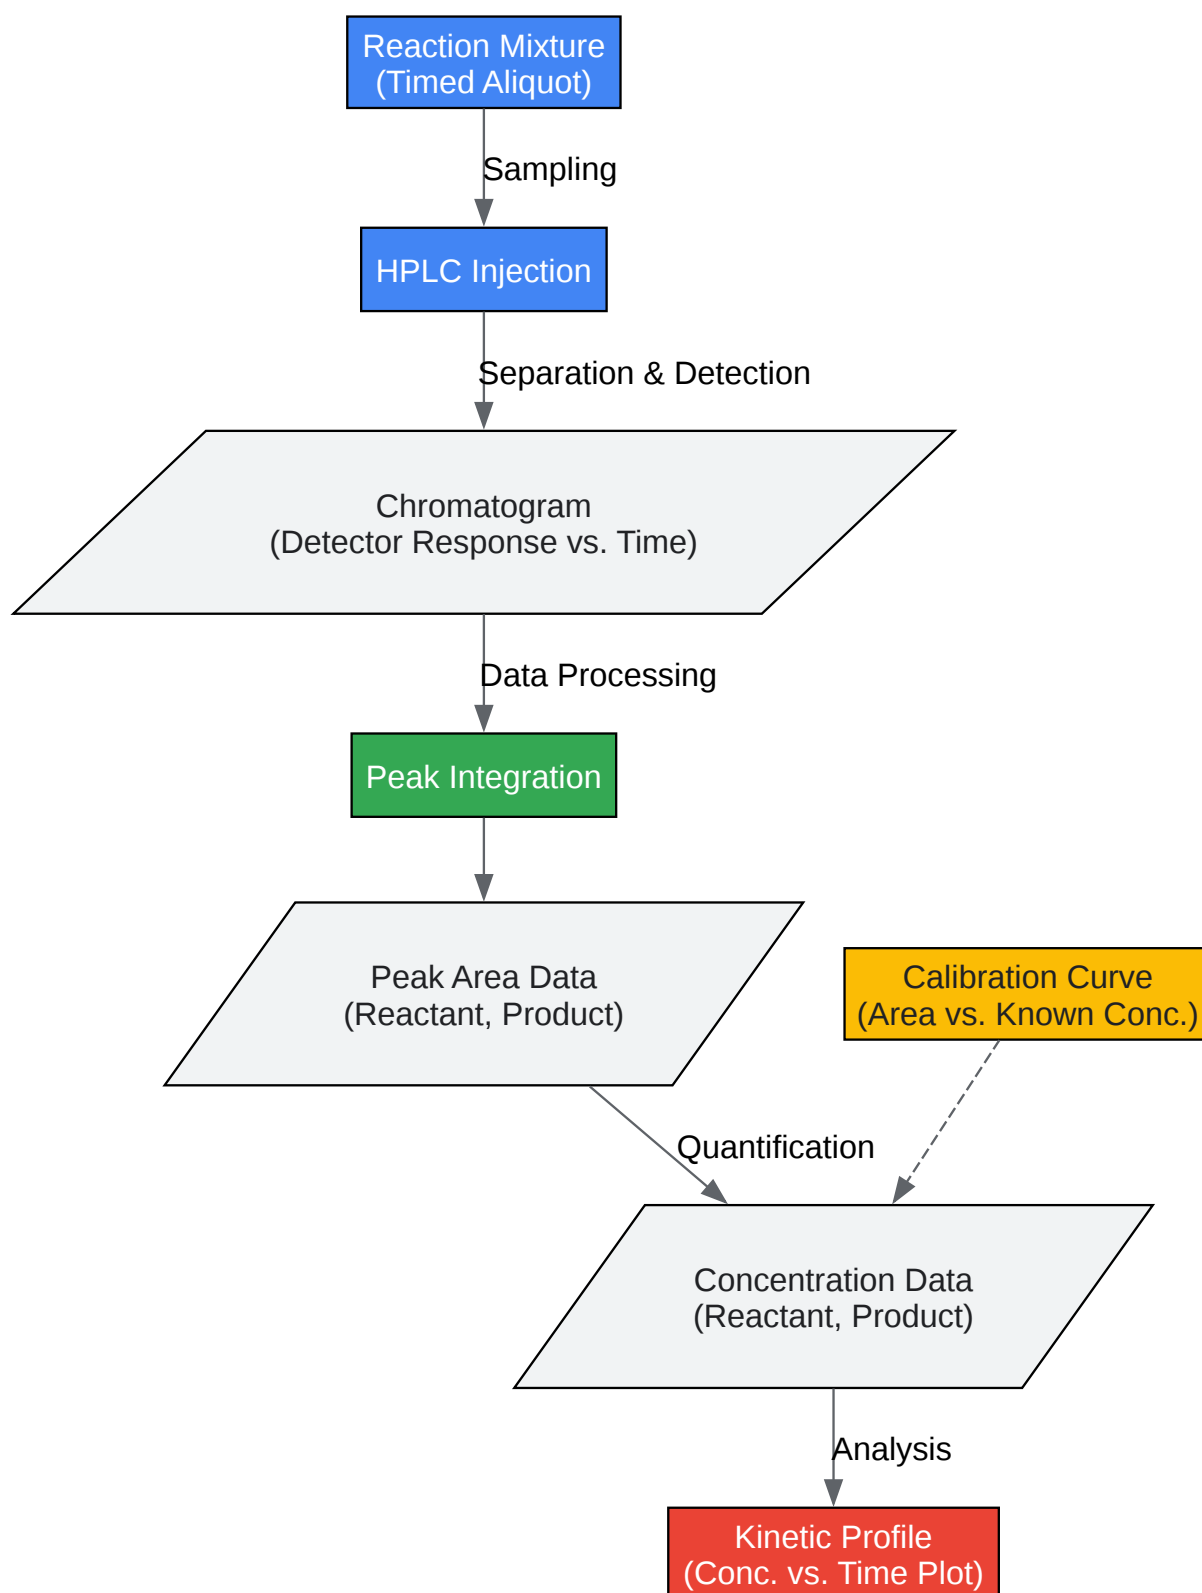 Reaction Mixture
(Timed Aliquot)
Sampling
HPLC Injection
Separation & Detection
Chromatogram
(Detector Response vs. Time)
Data Processing
Peak Integration
Peak Area Data
(Reactant, Product)
Calibration Curve
(Area vs. Known Conc.)
Quantification
Concentration Data
(Reactant, Product)
Analysis
Kinetic Profile
(Conc. vs. Time Plot)